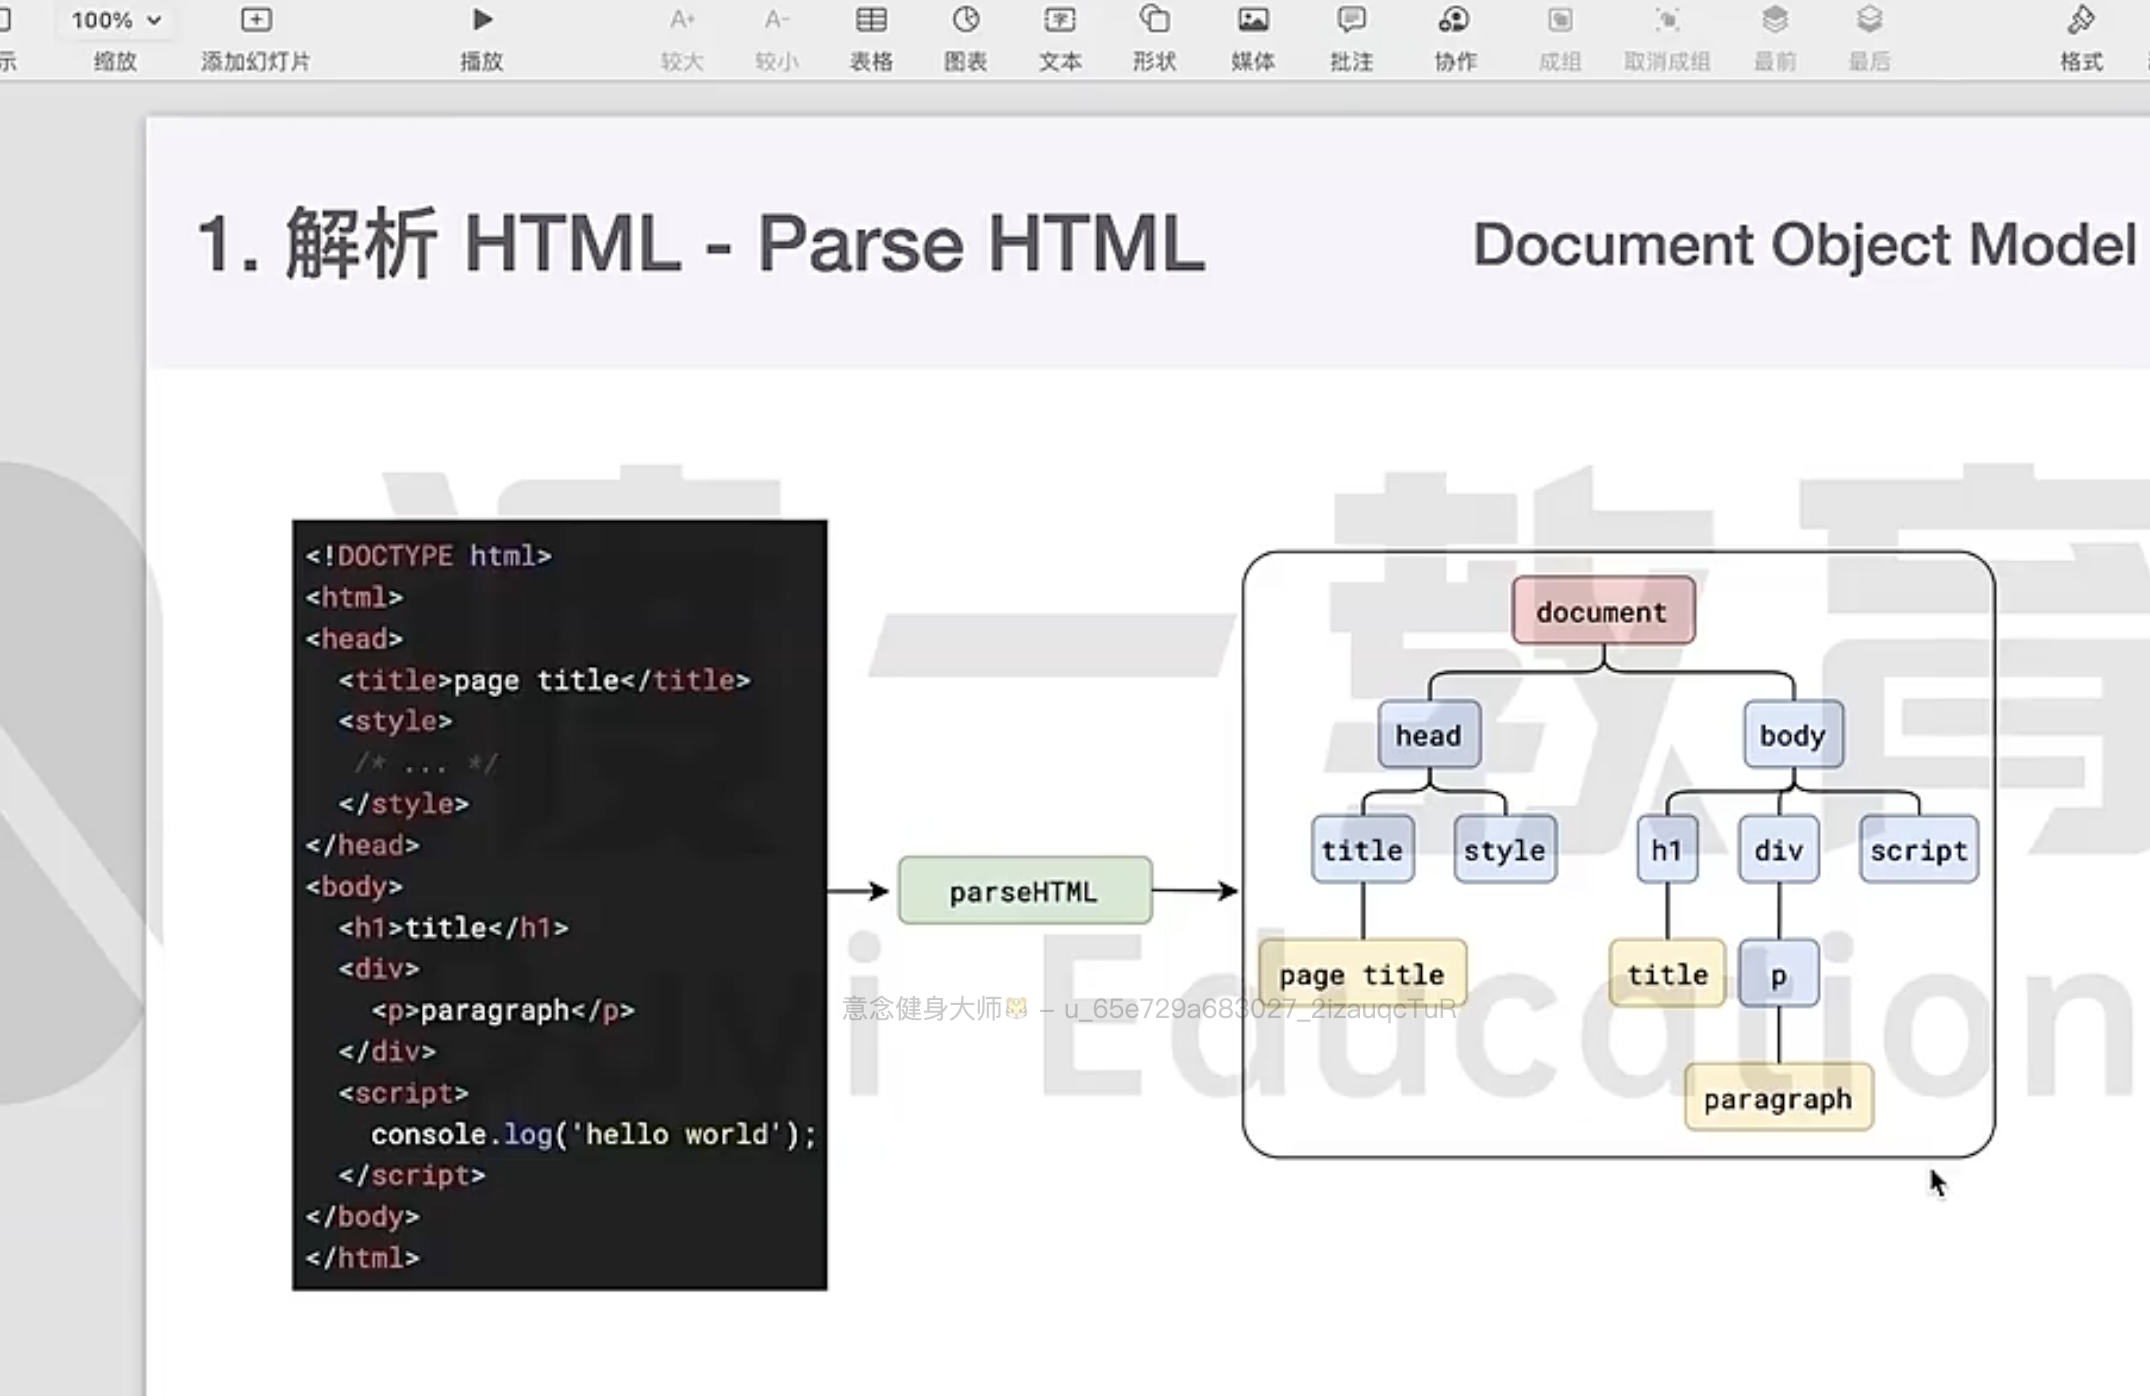 100%
缩放
添加幻灯片
播放
较大
较小
表格
图表
文本
形状
媒体
批注
协作
成组
取消成组
最前
最后
格式
1. 解析 HTML - Parse HTML
Document Object Model
<!DOCTYPE html>
<html>
<head>
<title>page title</title>
<style>
/* ... */
</style>
</head>
<body>
<h1>title</h1>
<div>
<p>paragraph</p>
</div>
<script>
console.log('hello world');
</script>
</body>
</html>
parseHTML
document
head
body
title
style
h1
div
script
page title
title
p
paragraph
渡一教育
Duyi Education
意念健身大师🐯 – u_65e729a683027_2izauqcTuR